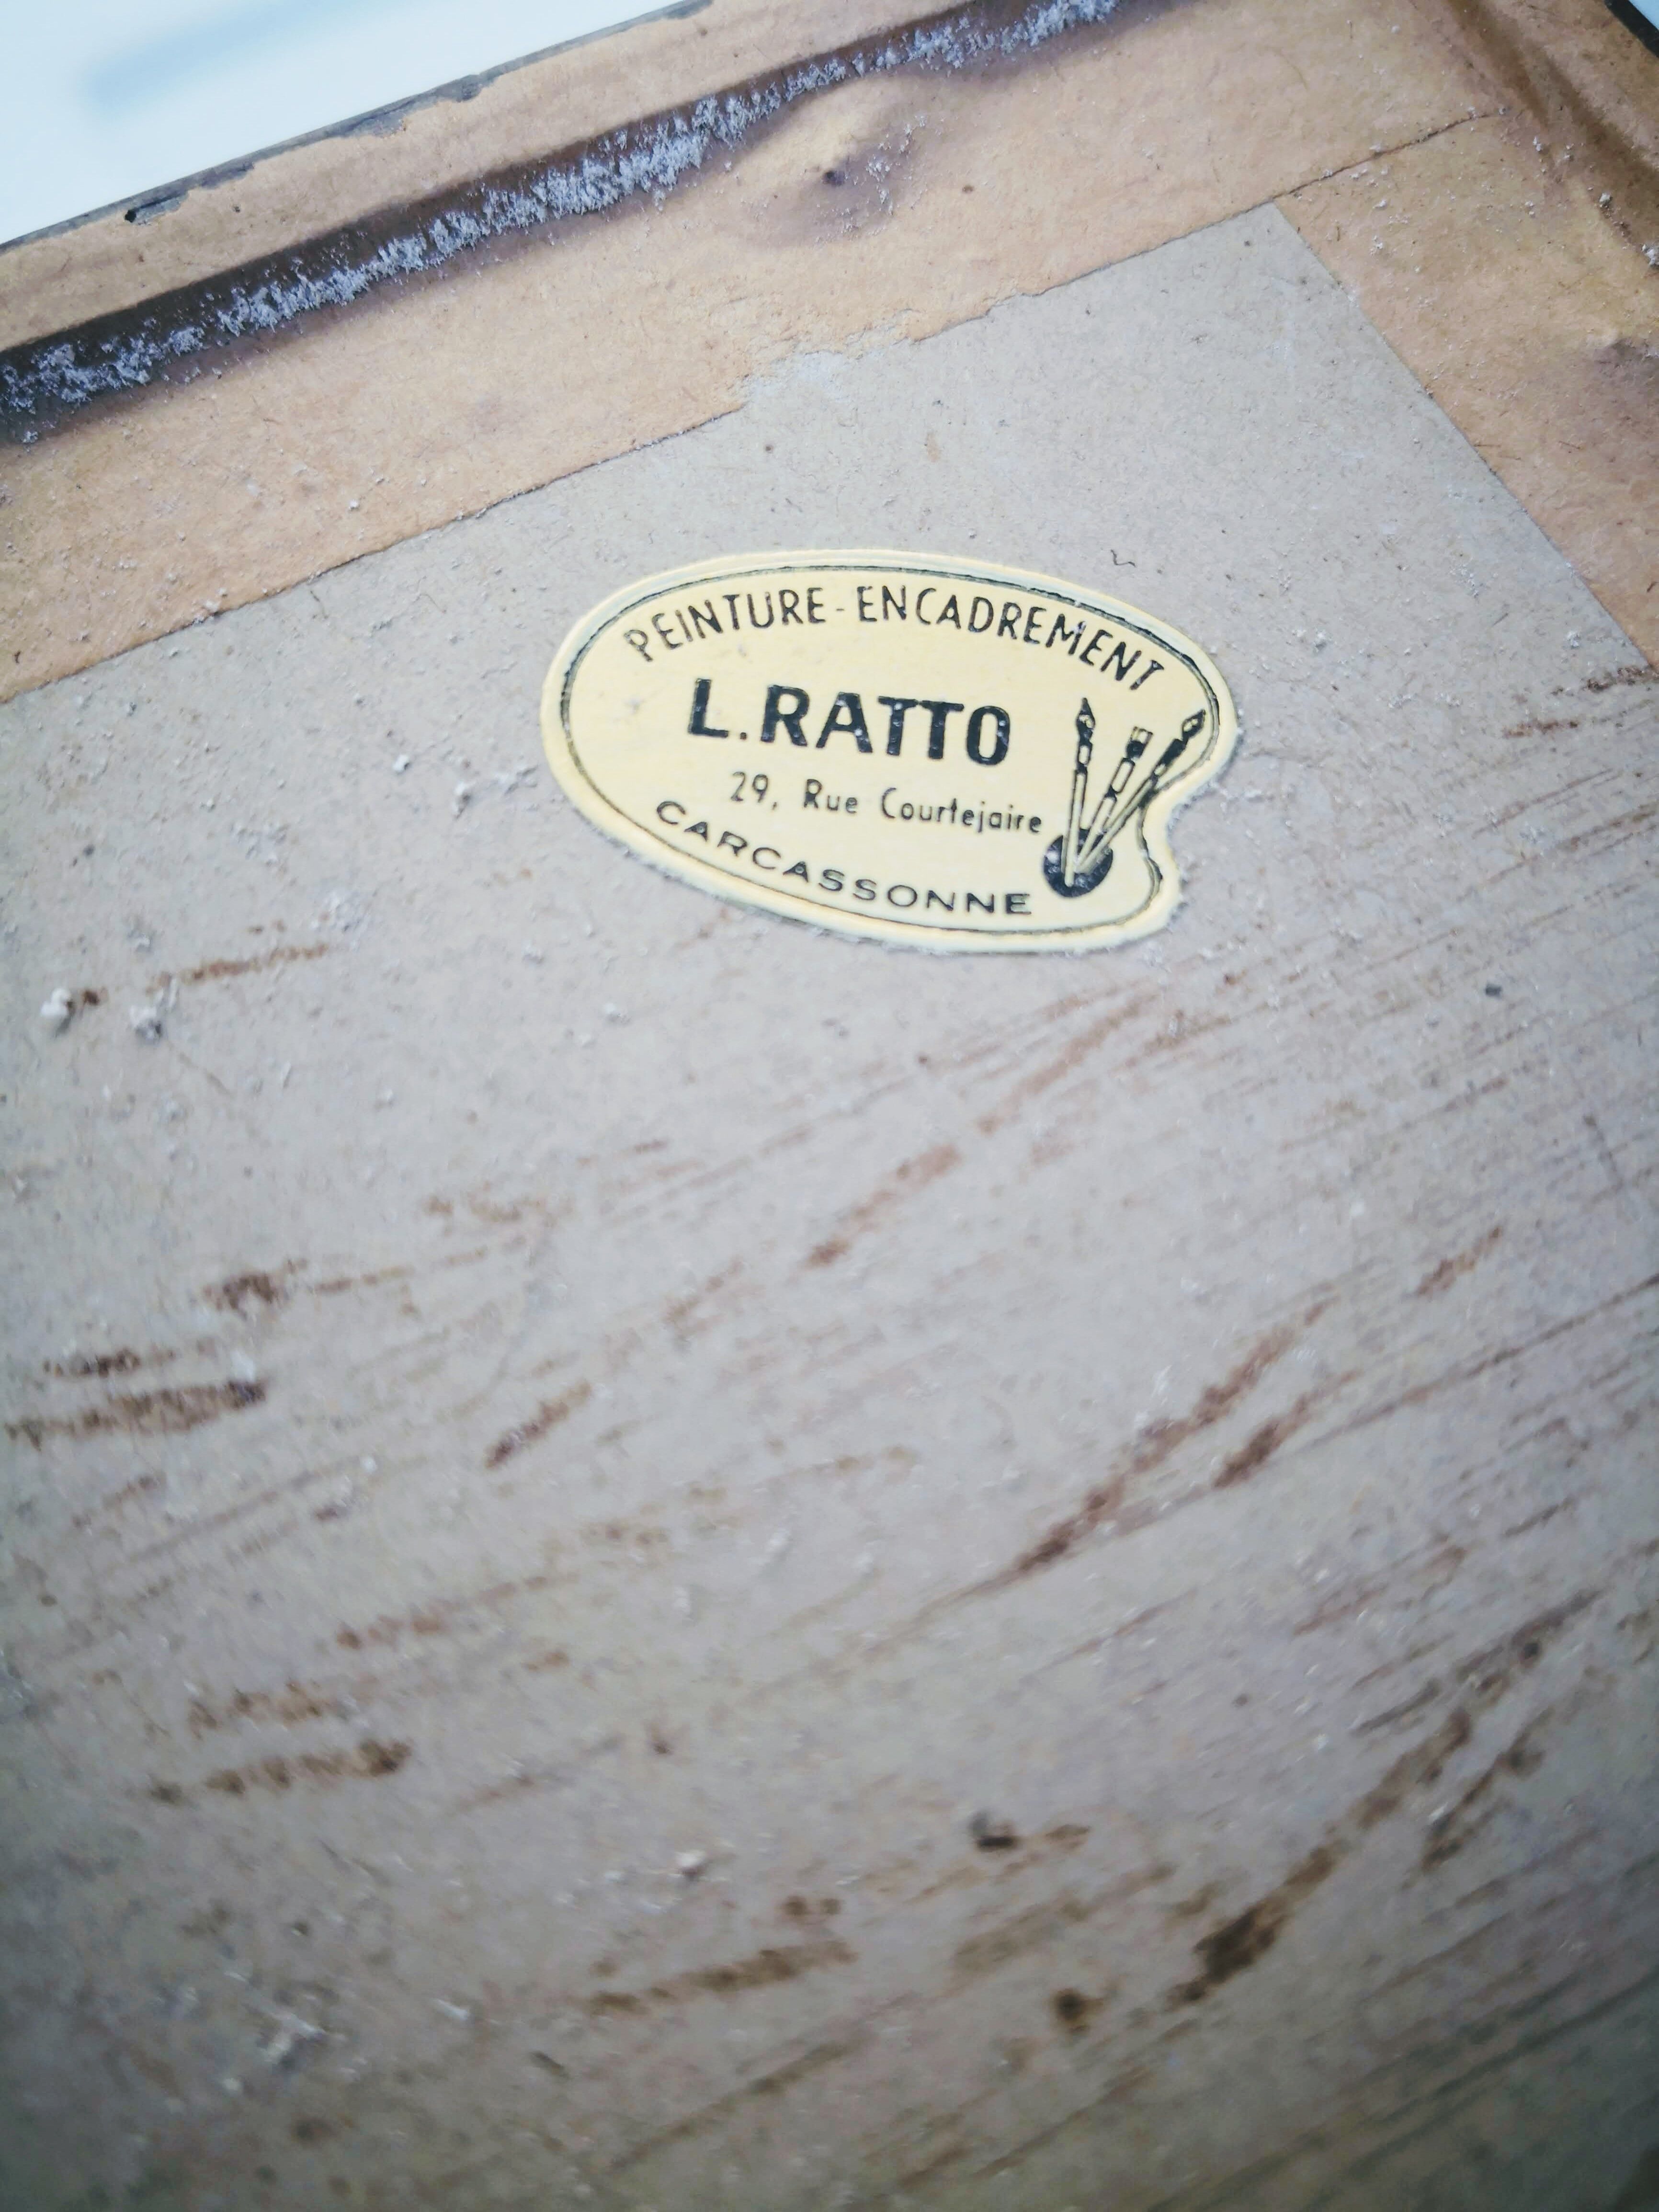 PEINTURE - ENCADREMENT
L. RATTO
29, Rue Courtejaire
CARCASSONNE